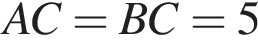 AC = BC = 5